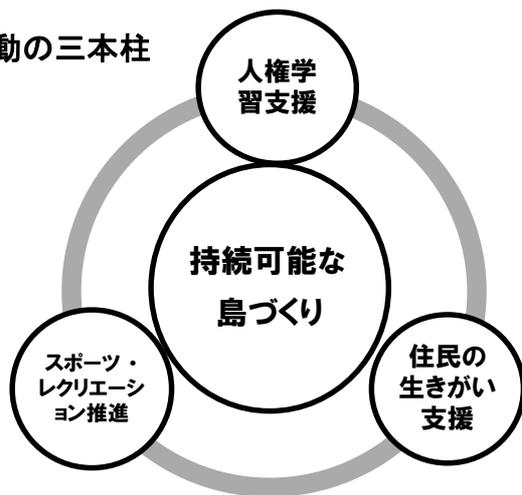 動の三本柱
人権学
習支援
持続可能な
島づくり
スポーツ・
レクリエーシ
ョン推進
住民の
生きがい
支援